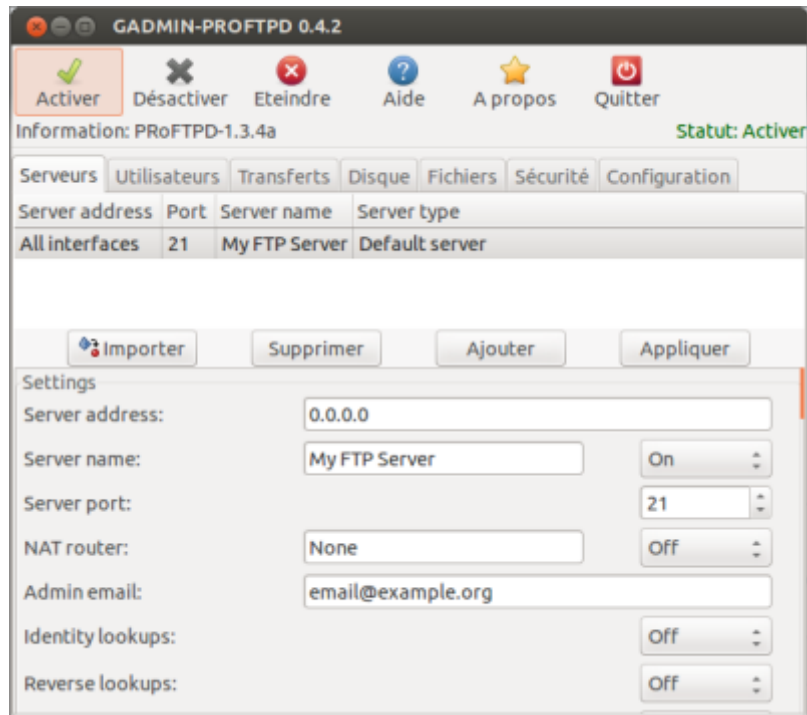 GADMIN-PROFTPD 0.4.2
Activer Désactiver Eteindre Aide A propos Quitter
Information: PRoFTPD-1.3.4a Statut: Activer
Serveurs Utilisateurs Transferts Disque Fichiers Sécurité Configuration
Server address Port Server name Server type
All interfaces 21 My FTP Server Default server
Importer Supprimer Ajouter Appliquer
Settings
Server address: 0.0.0.0
Server name: My FTP Server On
Server port: 21
NAT router: None Off
Admin email: email@example.org
Identity lookups: Off
Reverse lookups: Off